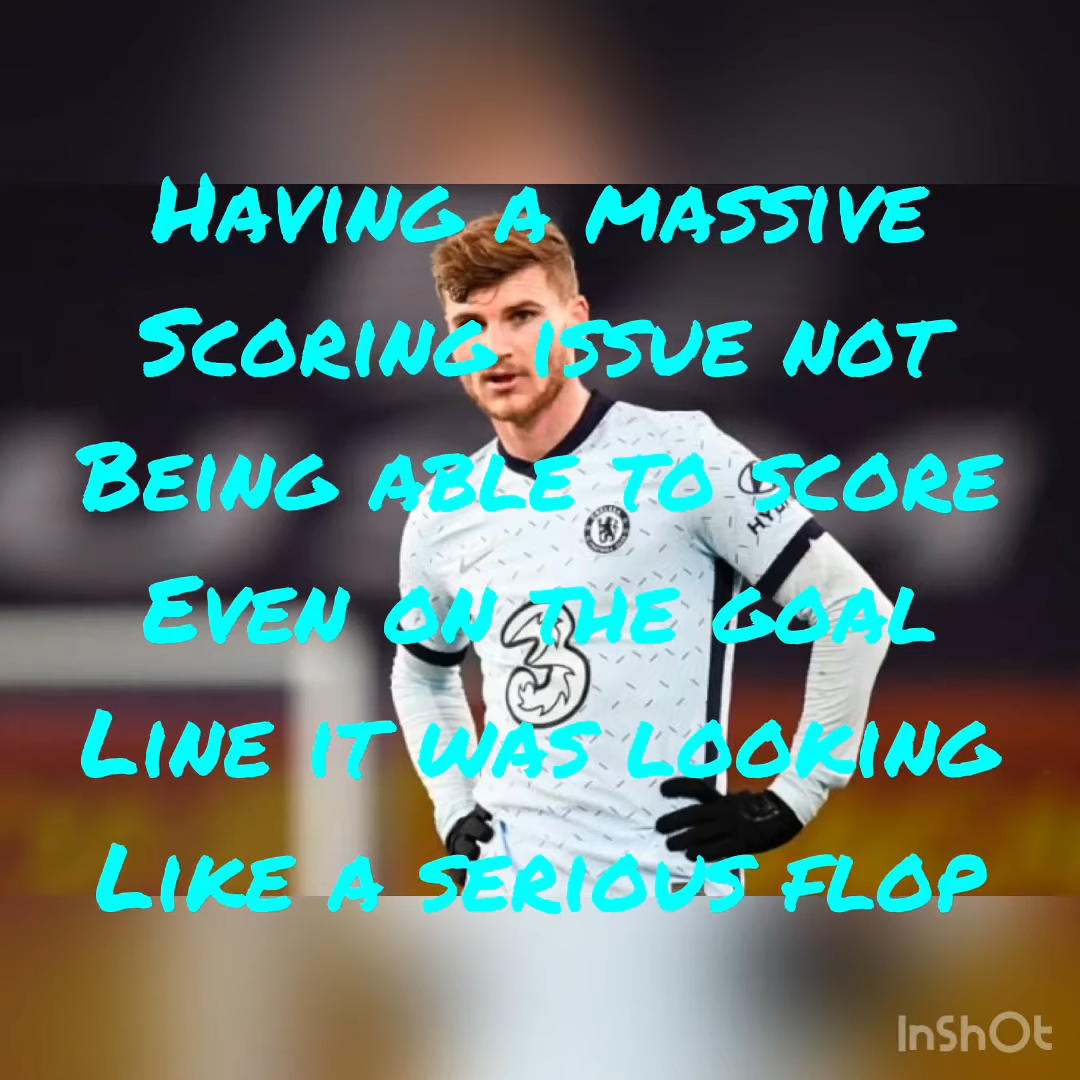 Having a massive
Scoring issue not
Being able to score
Even on the goal
Line it was looking
Like a serious flop
3
InShOt